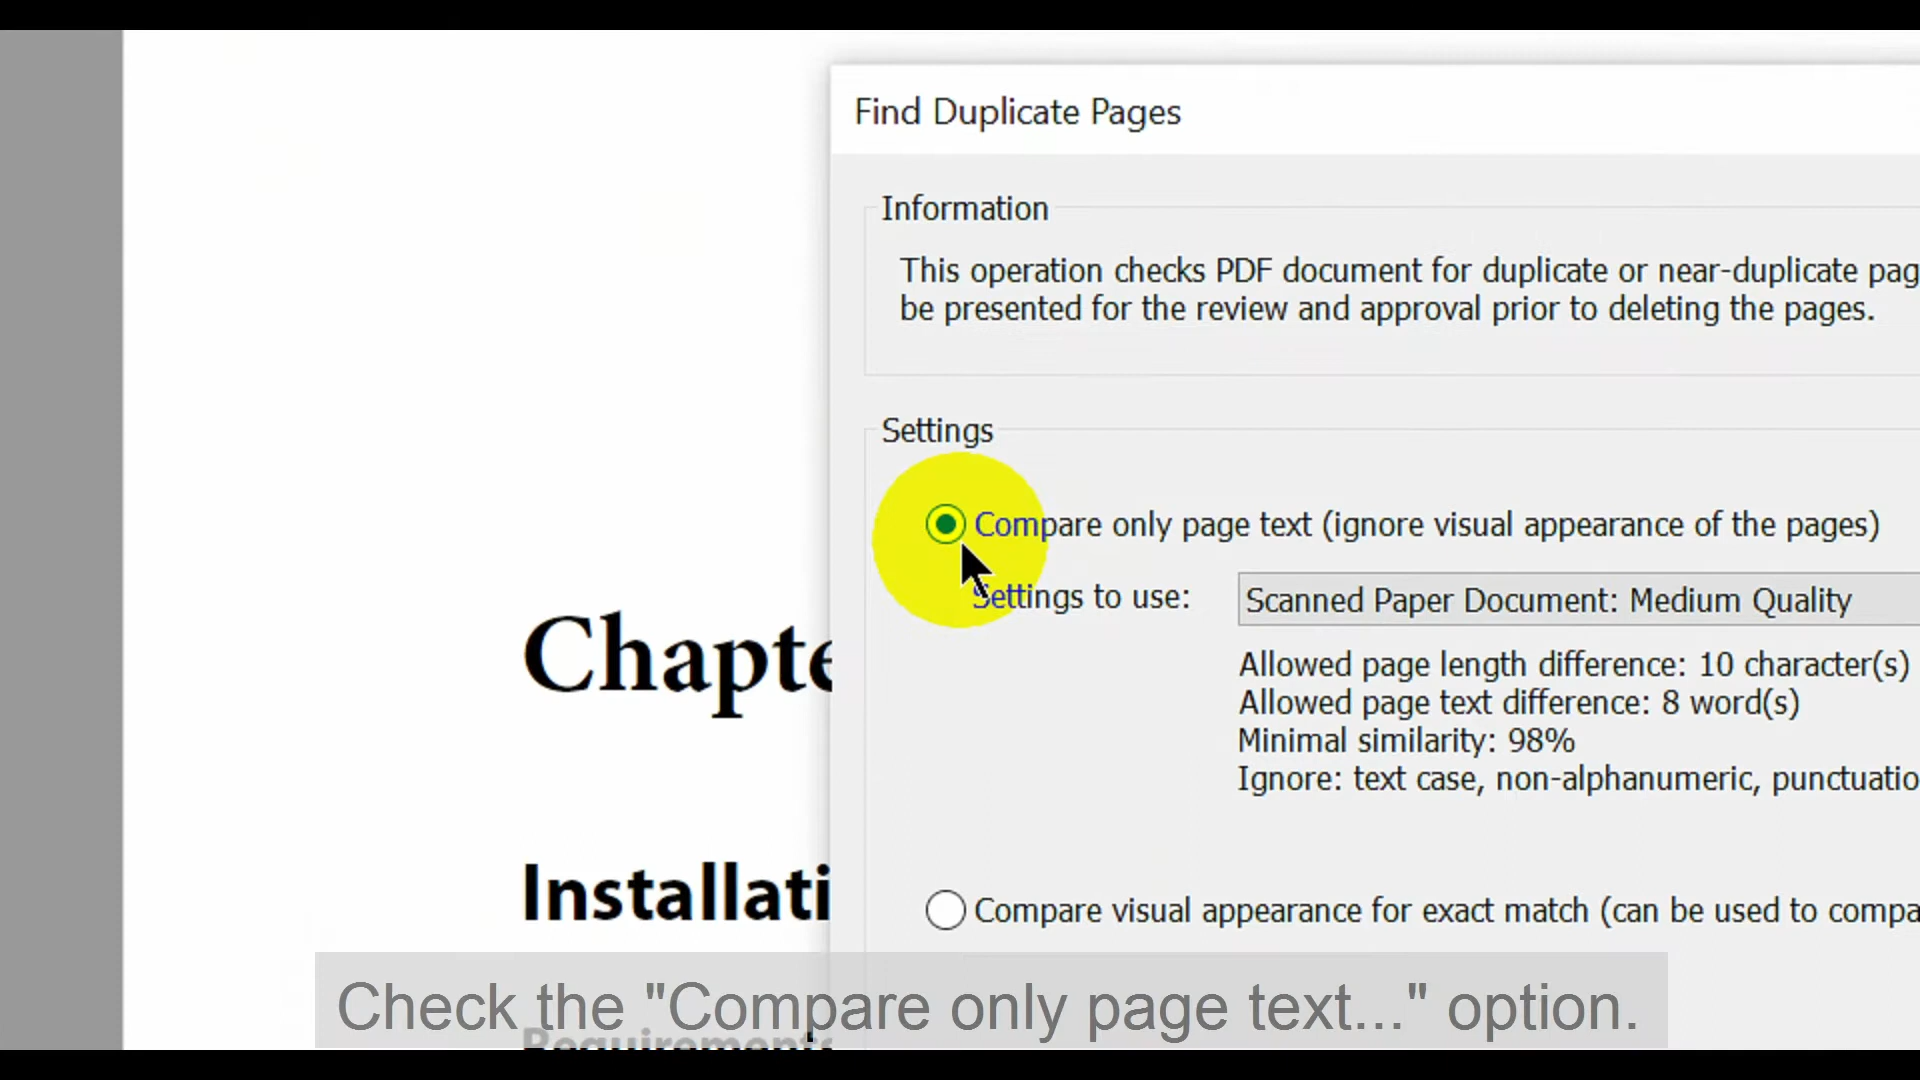 Find Duplicate Pages
Information
This operation checks PDF document for duplicate or near-duplicate pag
be presented for the review and approval prior to deleting the pages.
Settings
Compare only page text (ignore visual appearance of the pages)
Settings to use:
Scanned Paper Document: Medium Quality
Allowed page length difference: 10 character(s)
Allowed page text difference: 8 word(s)
Minimal similarity: 98%
Ignore: text case, non-alphanumeric, punctuatio
Compare visual appearance for exact match (can be used to compa
Chapte
Installati
Requirements
Check the "Compare only page text..." option.